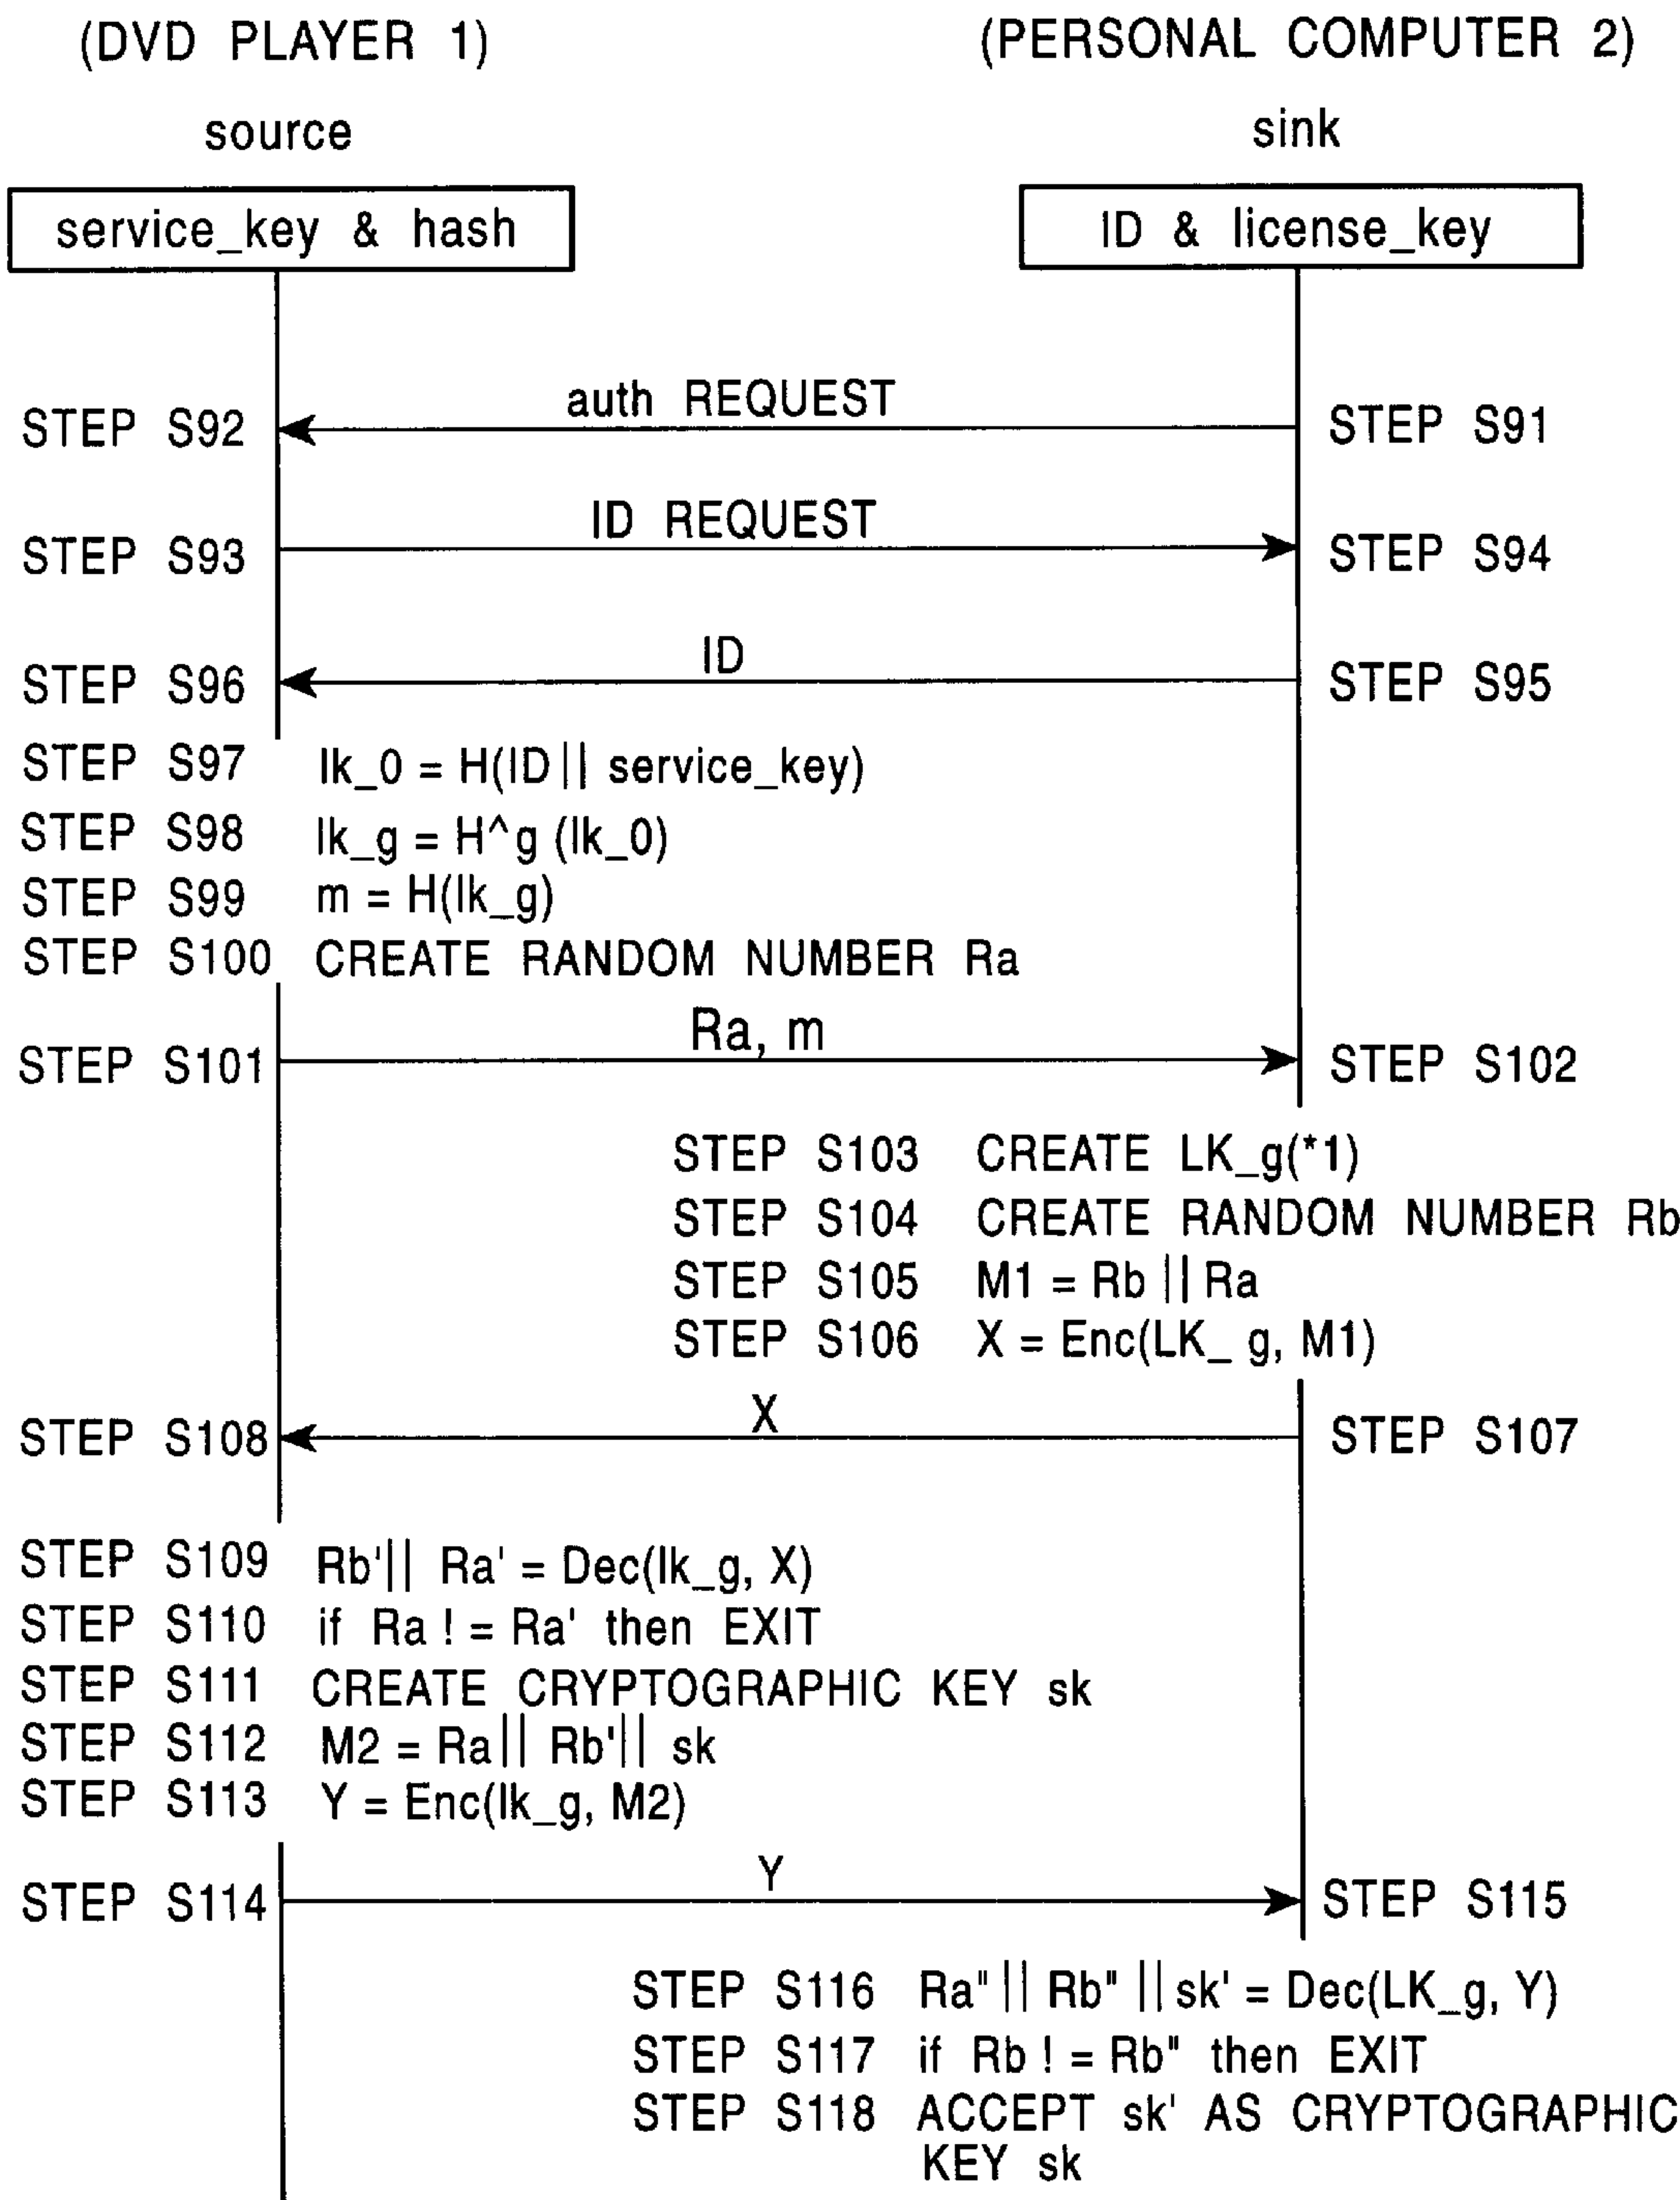 (DVD PLAYER 1) (PERSONAL COMPUTER 2)
source sink
service_key & hash ID & license_key
auth REQUEST
STEP S92 STEP S91
ID REQUEST
STEP S93 STEP S94
ID
STEP S96 STEP S95
STEP S97 lk_0 = H(ID || service_key)
STEP S98 lk_g = H^g (lk_0)
STEP S99 m = H(lk_g)
STEP S100 CREATE RANDOM NUMBER Ra
Ra, m
STEP S101 STEP S102
STEP S103 CREATE LK_g(*1)
STEP S104 CREATE RANDOM NUMBER Rb
STEP S105 M1 = Rb || Ra
STEP S106 X = Enc(LK_ g, M1)
X
STEP S108 STEP S107
STEP S109 Rb' || Ra' = Dec(lk_g, X)
STEP S110 if Ra ! = Ra' then EXIT
STEP S111 CREATE CRYPTOGRAPHIC KEY sk
STEP S112 M2 = Ra || Rb' || sk
STEP S113 Y = Enc(lk_g, M2)
Y
STEP S114 STEP S115
STEP S116 Ra" || Rb" || sk' = Dec(LK_g, Y)
STEP S117 if Rb ! = Rb" then EXIT
STEP S118 ACCEPT sk' AS CRYPTOGRAPHIC
KEY sk